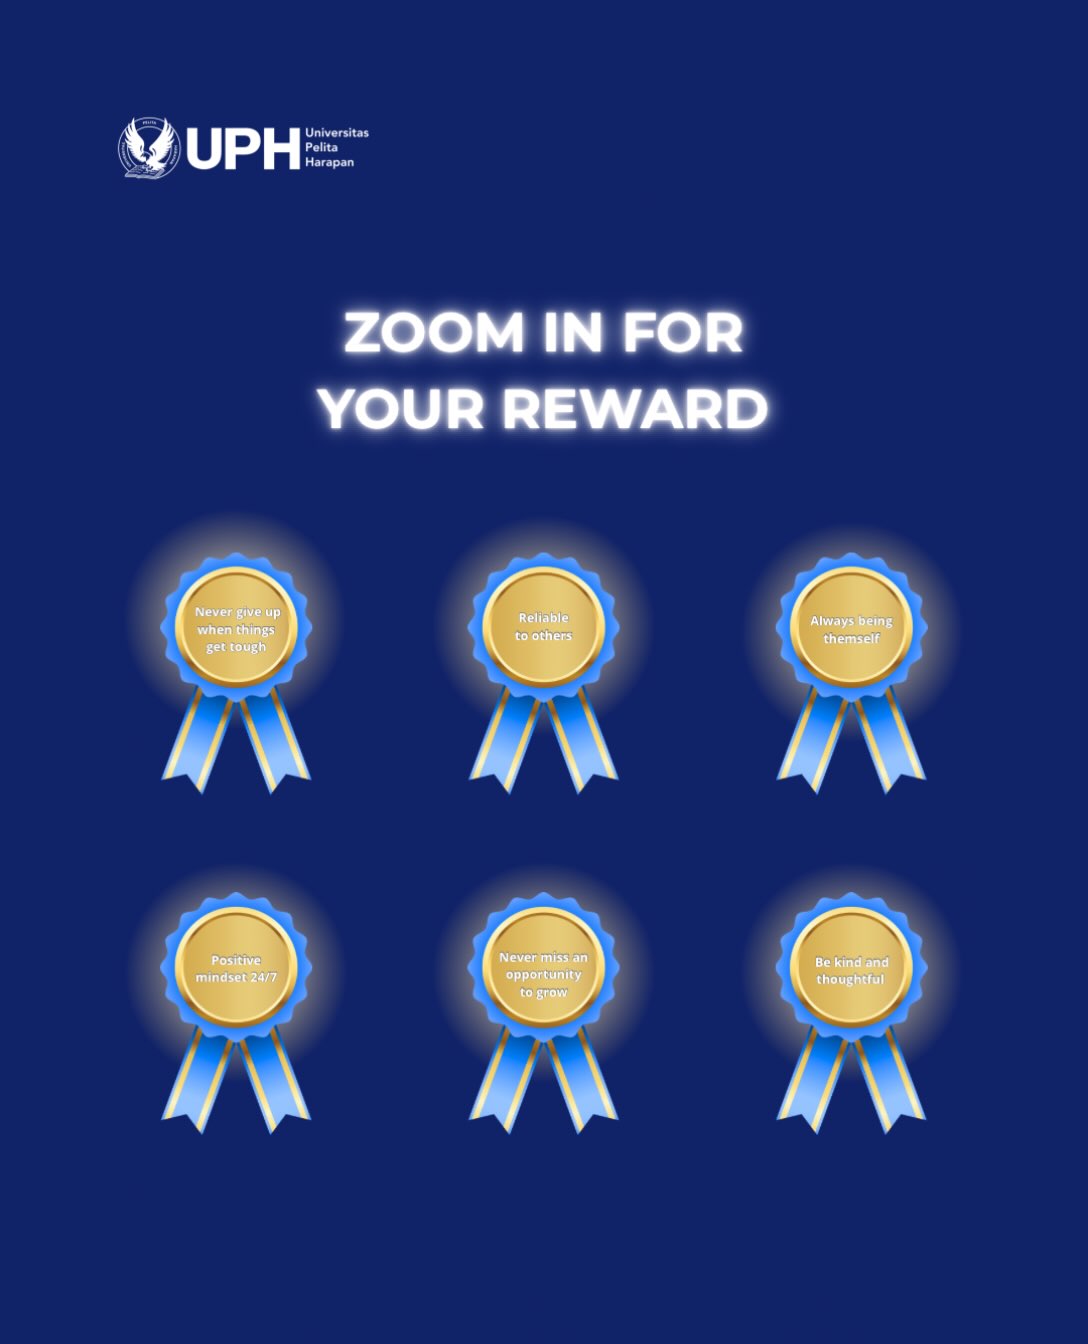 UPH
Universitas
Pelita
Harapan
ZOOM IN FOR
YOUR REWARD
Never give up
when things
get tough
Reliable
to others
Always being
themself
Positive
mindset 24/7
Never miss an
opportunity
to grow
Be kind and
thoughtful